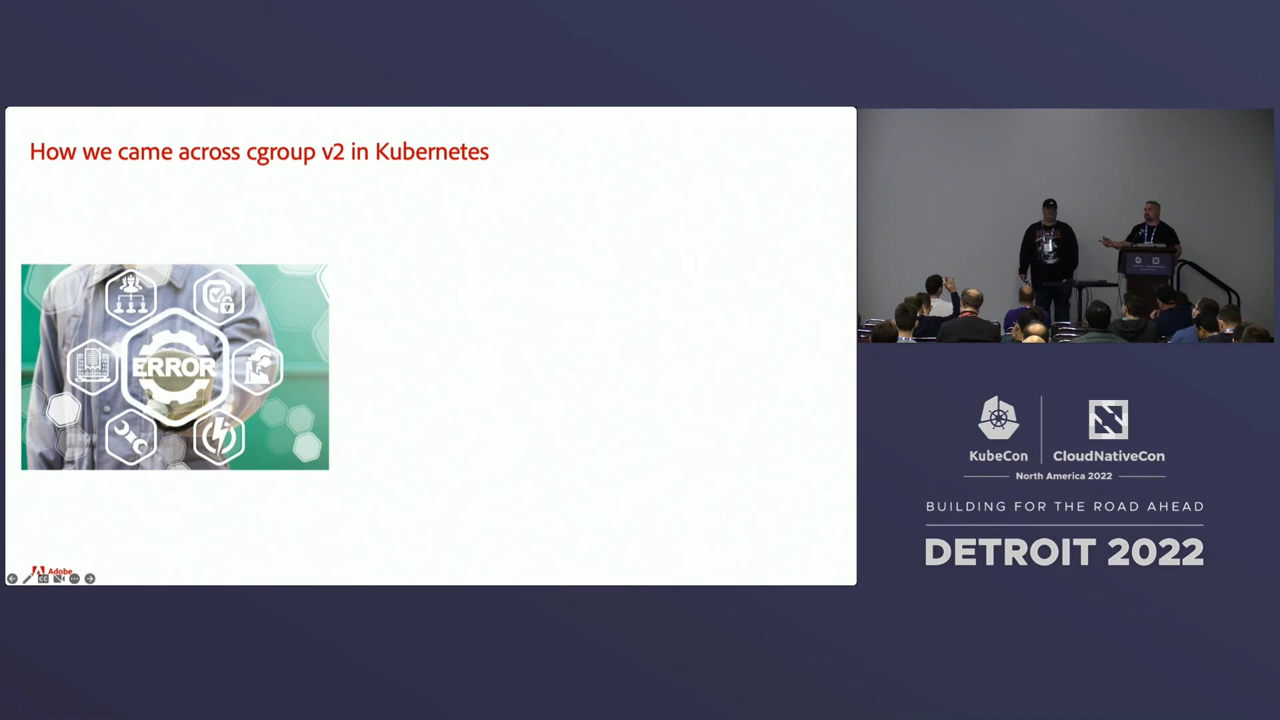 How we came across cgroup v2 in Kubernetes
ERROR
Adobe
KubeCon
CloudNativeCon
North America 2022
BUILDING FOR THE ROAD AHEAD
DETROIT 2022